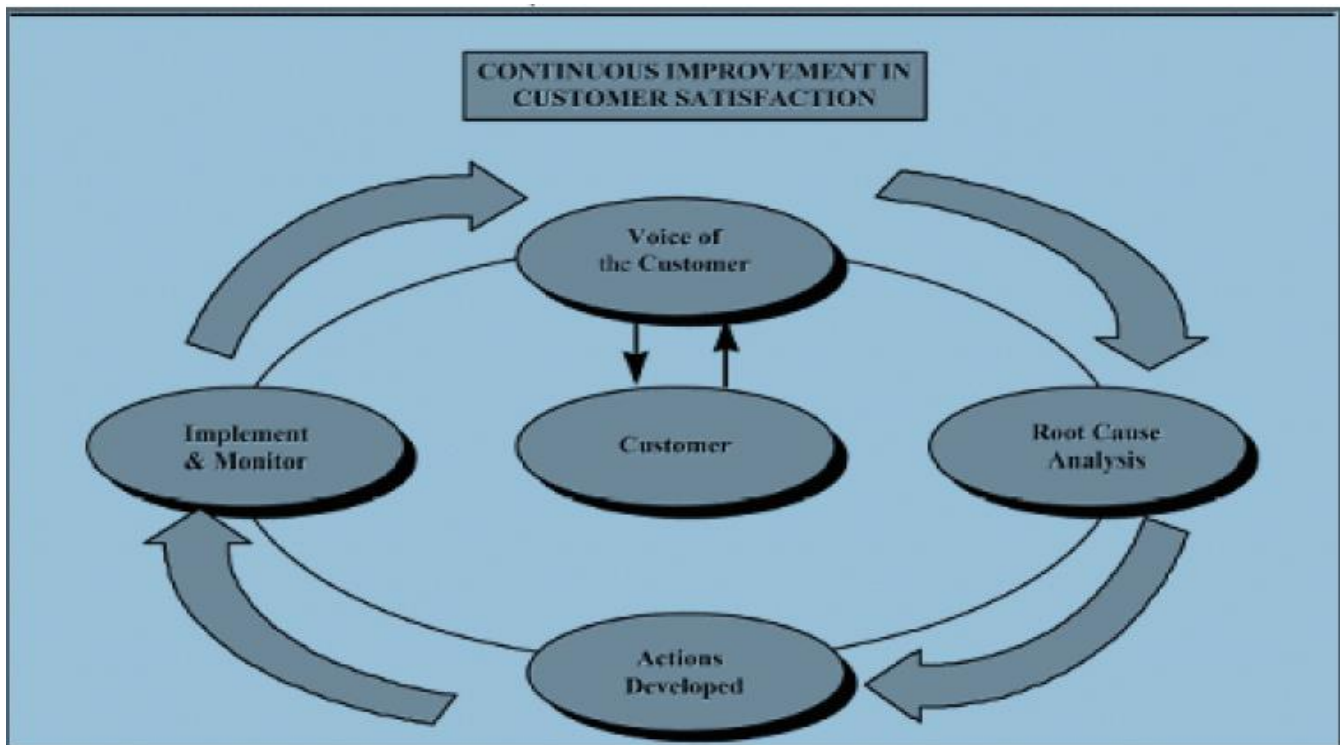 CONTINUOUS IMPROVEMENT IN
CUSTOMER SATISFACTION
Voice of
the Customer
Implement
& Monitor
Customer
Root Cause
Analysis
Actions
Developed